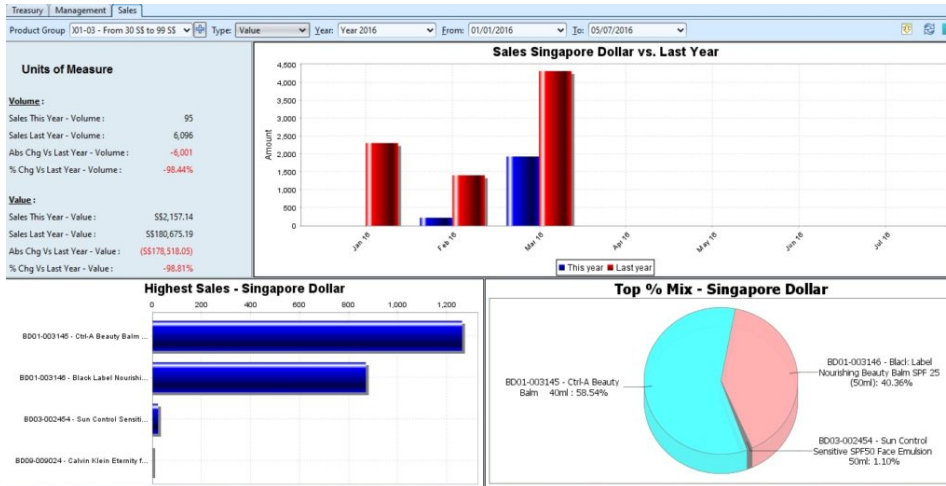 Treasury Management Sales
Product Group X01-03 - From 30 S$ to 99 S$ Type: Value Year: Year 2016 From: 01/01/2016 To: 05/07/2016
Units of Measure
Volume :
Sales This Year - Volume : 95
Sales Last Year - Volume : 6,096
Abs Chg Vs Last Year - Volume : -6,001
% Chg Vs Last Year - Volume : -98.44%
Value :
Sales This Year - Value : S$2,157.14
Sales Last Year - Value : S$180,675.19
Abs Chg Vs Last Year - Value : (S$178,518.05)
% Chg Vs Last Year - Value : -98.81%
Sales Singapore Dollar vs. Last Year
Amount
4,500
4,000
3,500
3,000
2,500
2,000
1,500
1,000
500
0
Jan 16 Feb 16 Mar 16 Apr 16 May 16 Jun 16 Jul 16
This year Last year
Highest Sales - Singapore Dollar
0 200 400 600 800 1,000 1,200
BD01-003145 - Ctrl-A Beauty Balm ...
BD01-003146 - Black Label Nourishi...
BD03-002454 - Sun Control Sensiti...
BD09-009024 - Calvin Klein Eternity f...
Top % Mix - Singapore Dollar
BD01-003145 - Ctrl-A Beauty
Balm 40ml : 58.54%
BD01-003146 - Black Label
Nourishing Beauty Balm SPF 25
(50ml): 40.36%
BD03-002454 - Sun Control
Sensitive SPF50 Face Emulsion
50ml: 1.10%